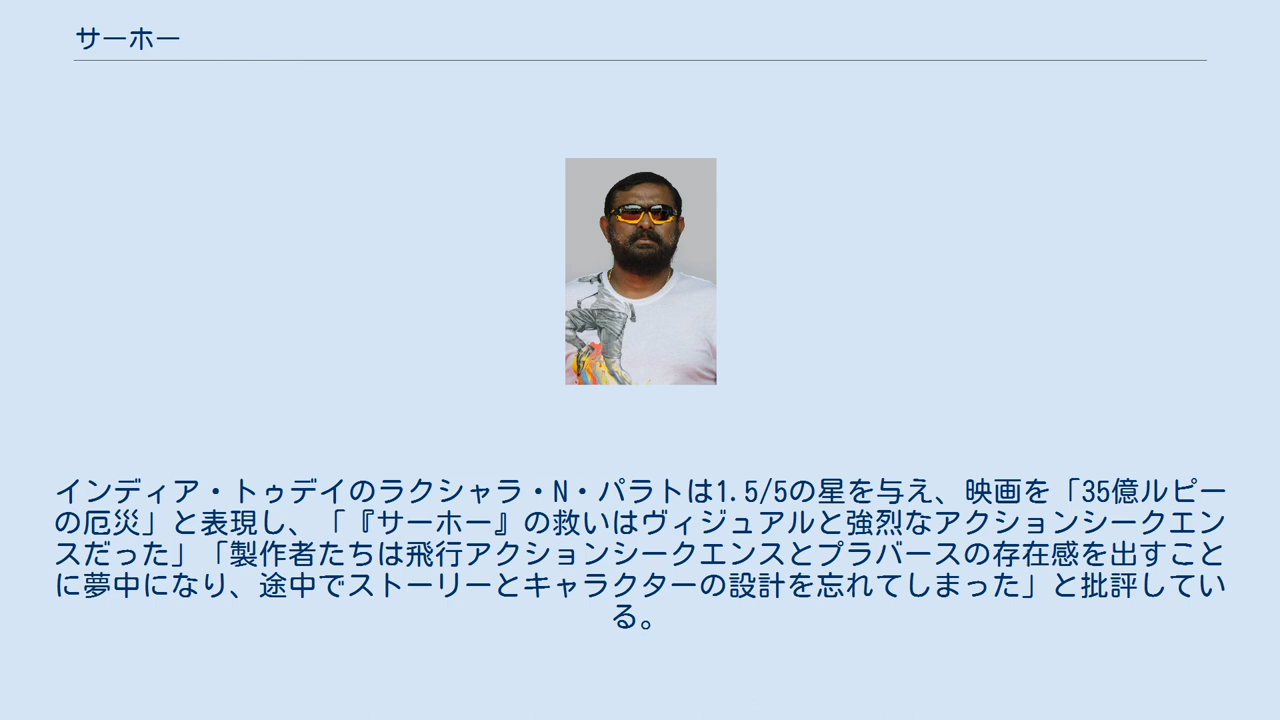 サーホー
インディア・トゥデイのラクシャラ・N・パラトは1.5/5の星を与え、映画を「35億ルピー
の厄災」と表現し、「『サーホー』の救いはヴィジュアルと強烈なアクションシークエン
スだった」「製作者たちは飛行アクションシークエンスとプラバースの存在感を出すこと
に夢中になり、途中でストーリーとキャラクターの設計を忘れてしまった」と批評してい
る。